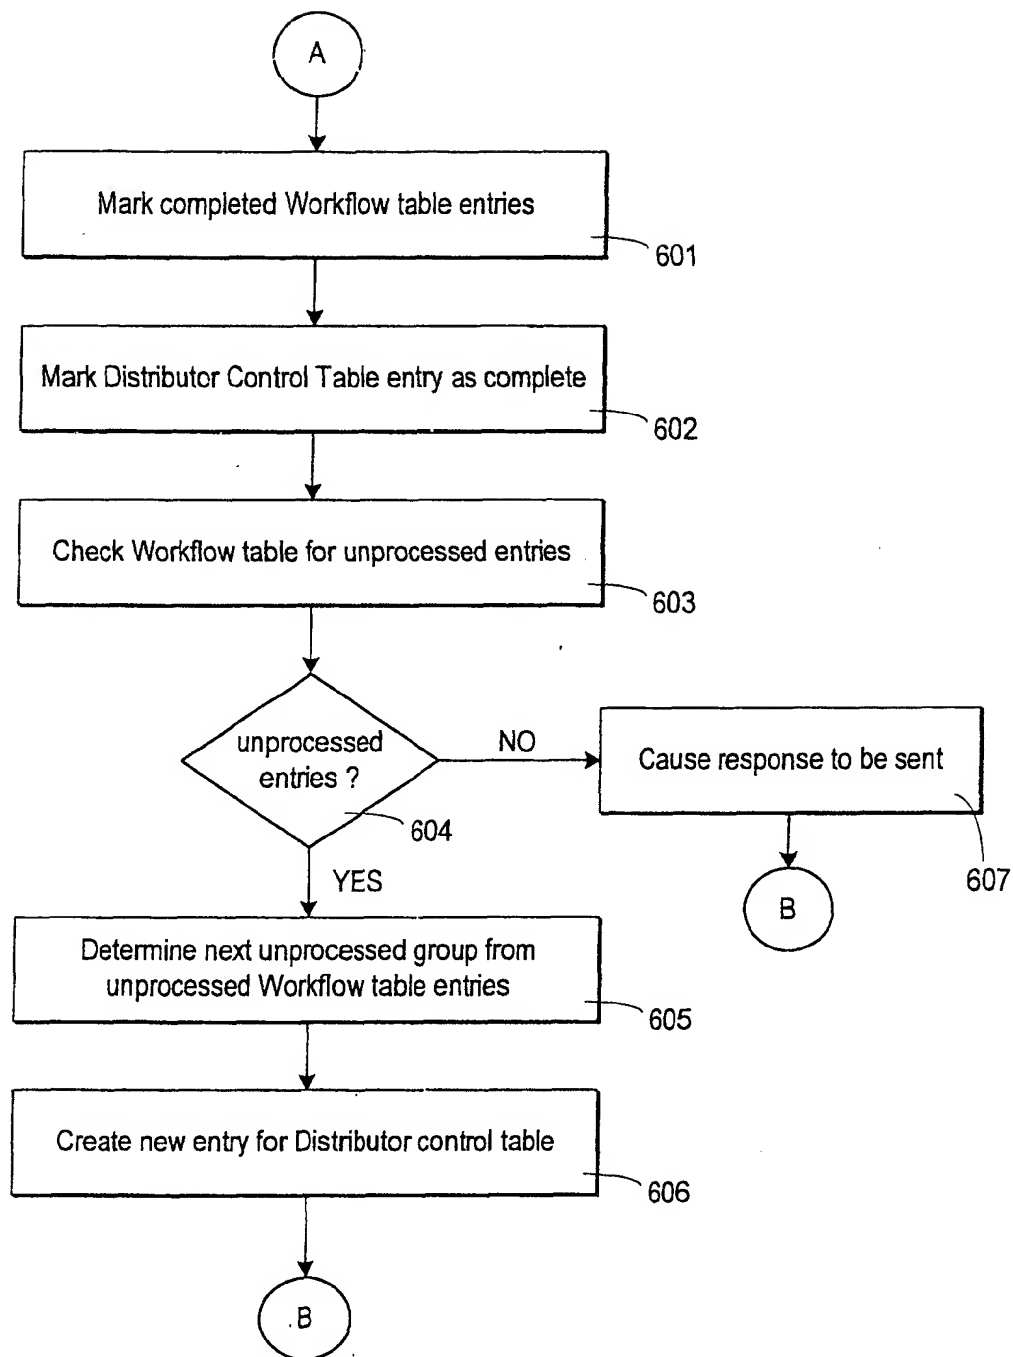 A
Mark completed Workflow table entries
601
Mark Distributor Control Table entry as complete
602
Check Workflow table for unprocessed entries
603
unprocessed
entries ?
604
NO
Cause response to be sent
607
B
YES
Determine next unprocessed group from
unprocessed Workflow table entries
605
Create new entry for Distributor control table
606
B